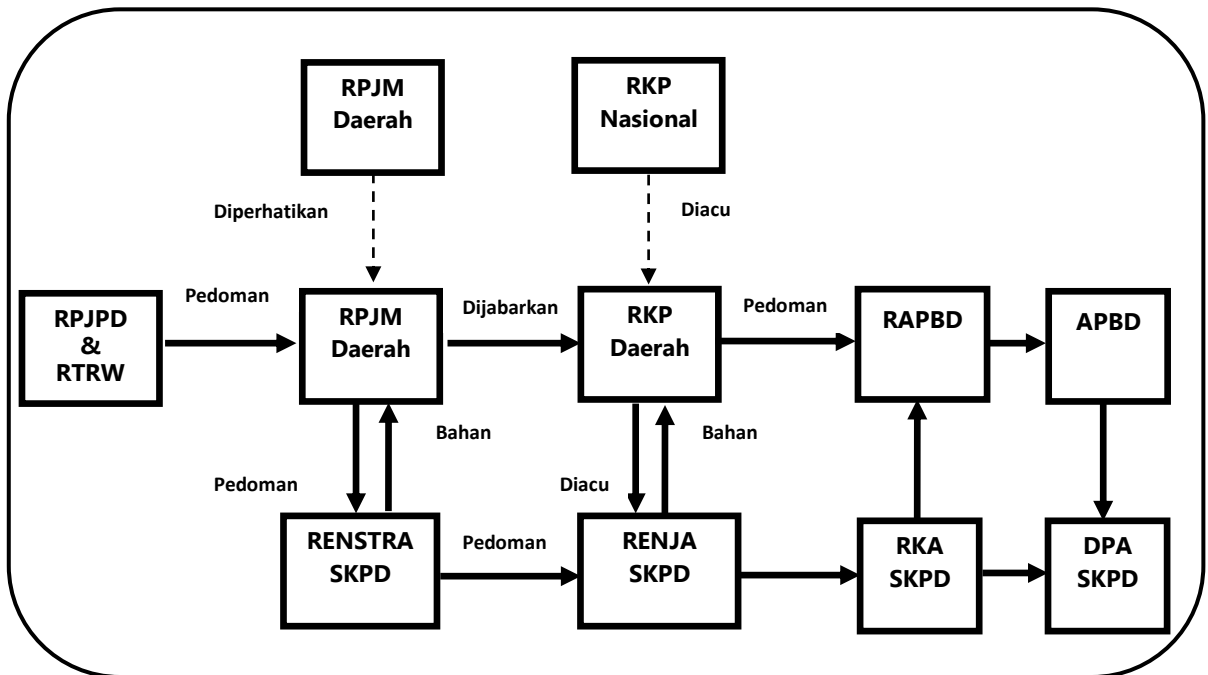 RPJM
Daerah
RKP
Nasional
Diperhatikan
Diacu
Pedoman
Dijabarkan
Pedoman
RPJPD
&
RTRW
RPJM
Daerah
RKP
Daerah
RAPBD
APBD
Bahan
Bahan
Pedoman
Diacu
RENSTRA
SKPD
Pedoman
RENJA
SKPD
RKA
SKPD
DPA
SKPD